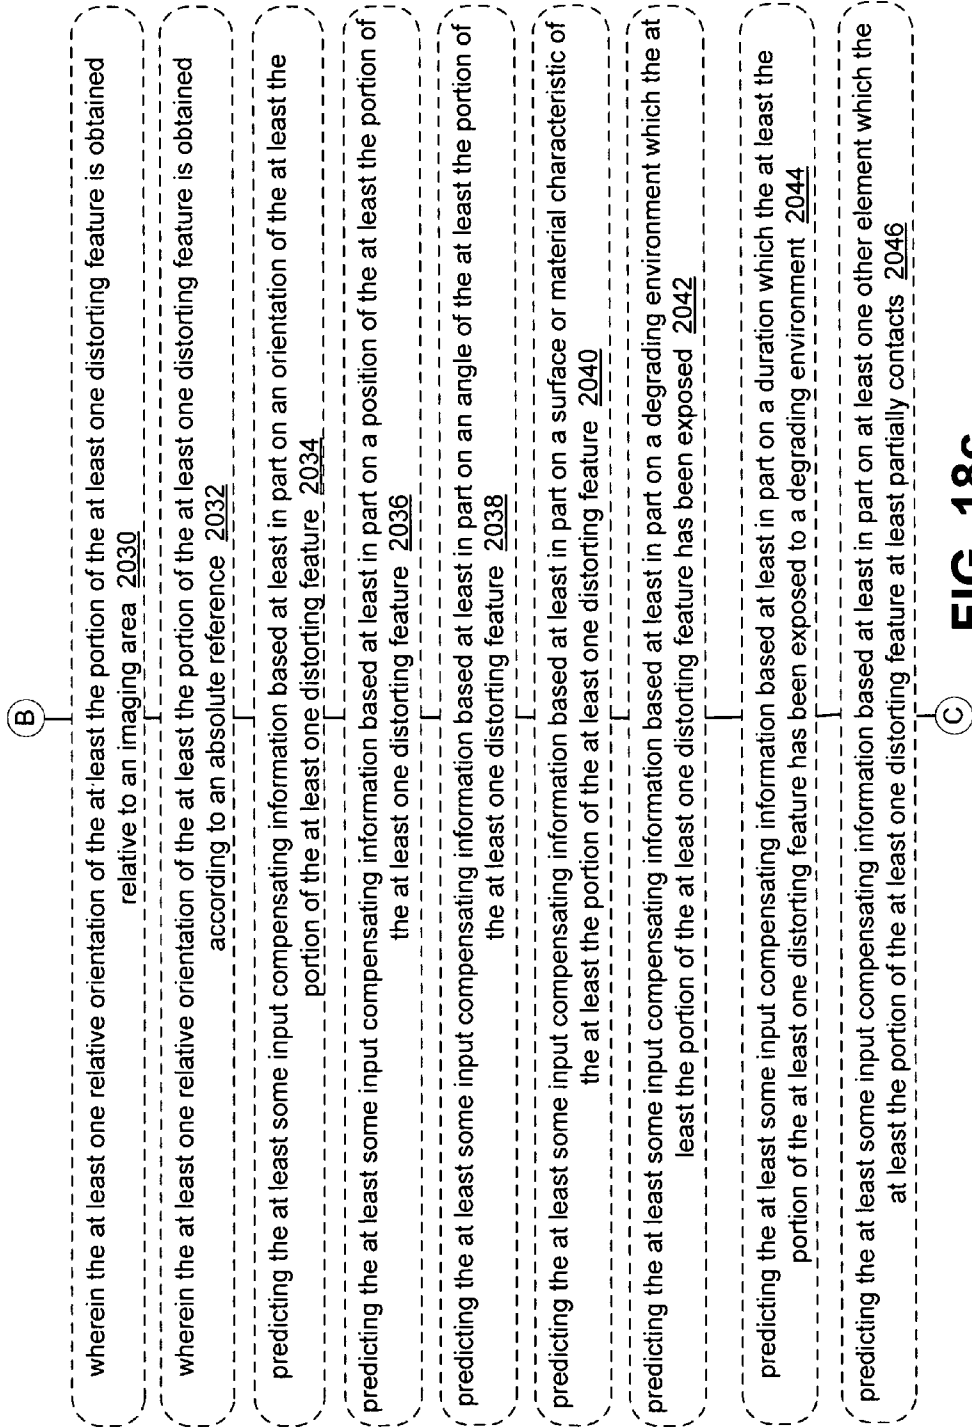 B
wherein the at least one relative orientation of the at least the portion of the at least one distorting feature is obtained
relative to an imaging area 2030
wherein the at least one relative orientation of the at least the portion of the at least one distorting feature is obtained
according to an absolute reference 2032
predicting the at least some input compensating information based at least in part on an orientation of the at least the
portion of the at least one distorting feature 2034
predicting the at least some input compensating information based at least in part on a position of the at least the portion of
the at least one distorting feature 2036
predicting the at least some input compensating information based at least in part on an angle of the at least the portion of
the at least one distorting feature 2038
predicting the at least some input compensating information based at least in part on a surface or material characteristic of
the at least the portion of the at least one distorting feature 2040
predicting the at least some input compensating information based at least in part on a degrading environment which the at
least the portion of the at least one distorting feature has been exposed 2042
predicting the at least some input compensating information based at least in part on a duration which the at least the
portion of the at least one distorting feature has been exposed to a degrading environment 2044
predicting the at least some input compensating information based at least in part on at least one other element which the
at least the portion of the at least one distorting feature at least partially contacts 2046
C
FIG. 18c